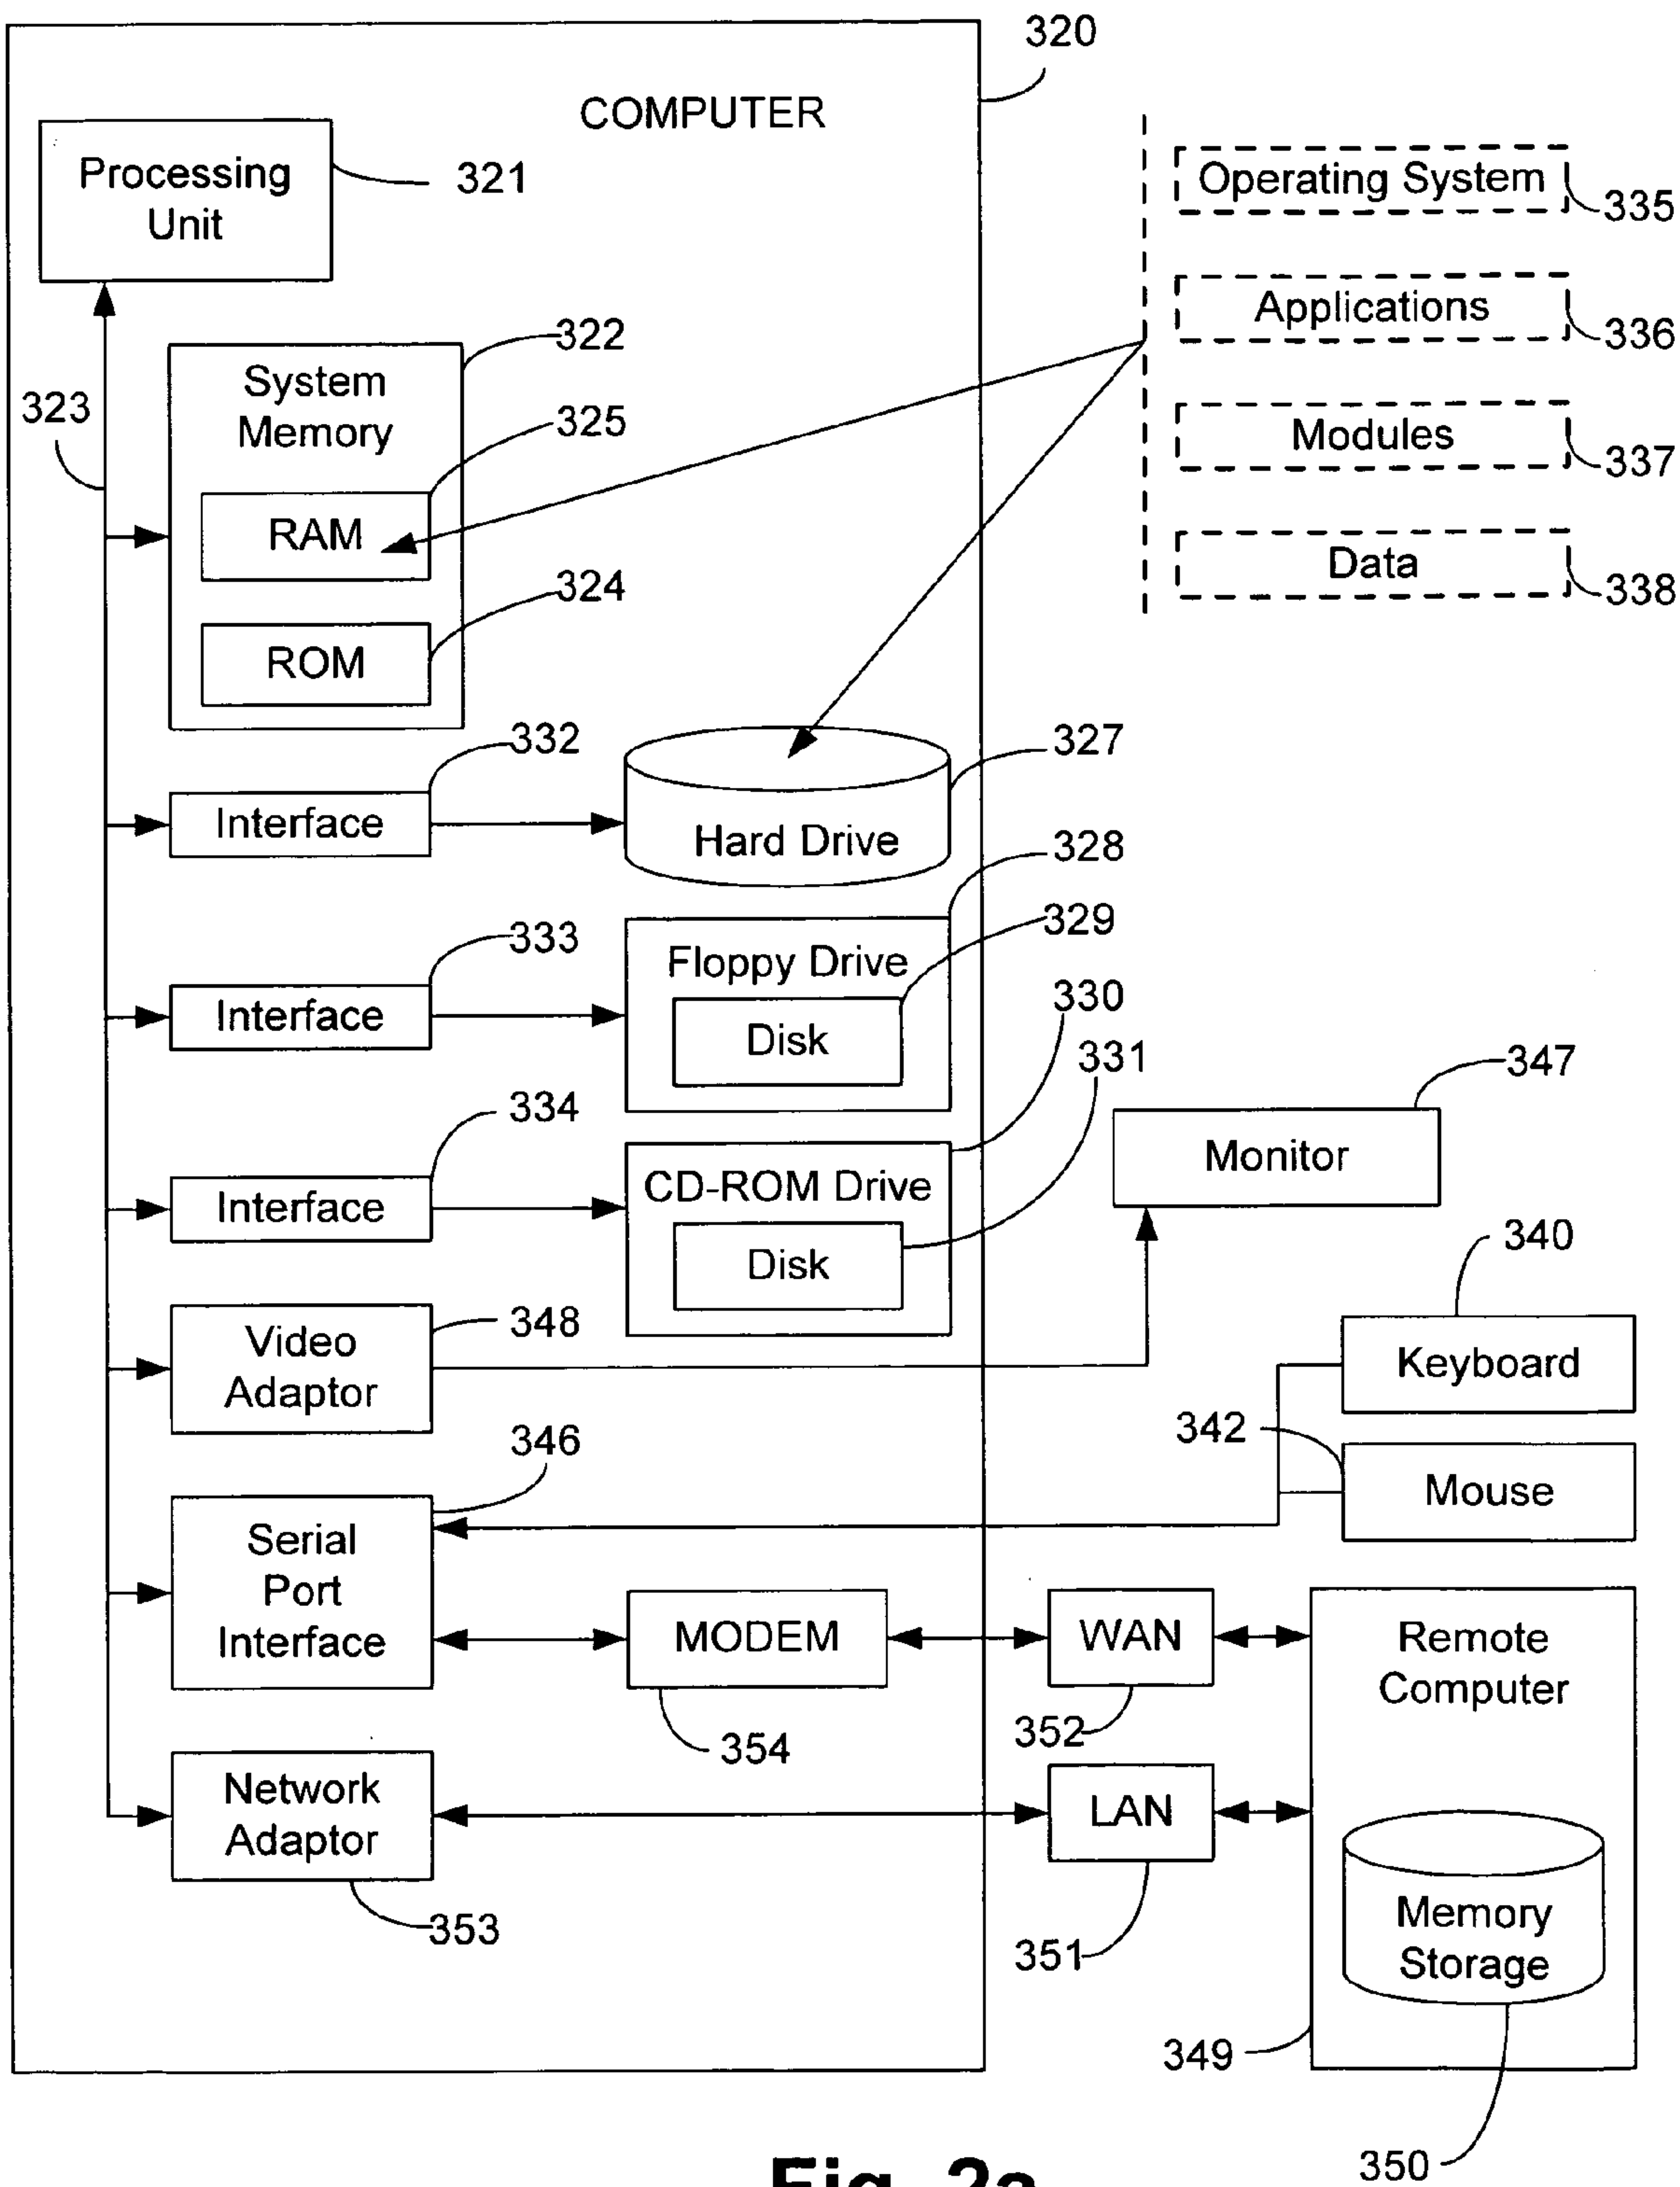 320
COMPUTER
Processing
Unit
321
Operating System
335
Applications
336
Modules
337
Data
338
322
System
Memory
323
325
RAM
324
ROM
332
Interface
327
Hard Drive
328
333
Interface
329
Floppy Drive
Disk
330
331
334
Interface
CD-ROM Drive
Disk
347
Monitor
340
Keyboard
348
Video
Adaptor
342
Mouse
346
Serial
Port
Interface
MODEM
354
WAN
352
Remote
Computer
Network
Adaptor
353
LAN
351
Memory
Storage
349
350
Fig. 2a